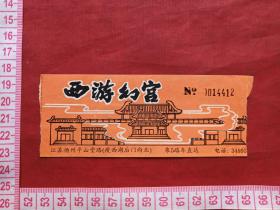 西游幻宫 № 0014412
江苏扬州平山堂路(瘦西湖后门向北) 乘5路车直达 电话:34460